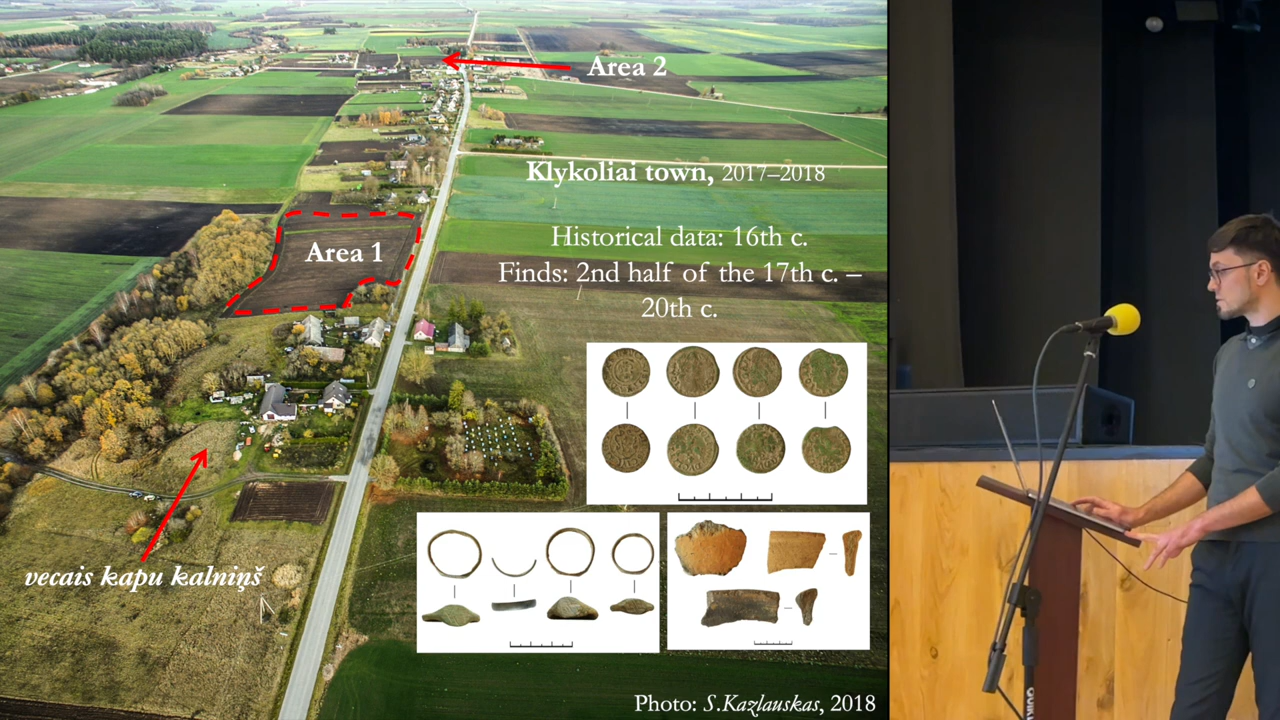 Area 2
Klykoliai town, 2017–2018
Historical data: 16th c.
Area 1
Finds: 2nd half of the 17th c. –
20th c.
vecais kapu kalniņš
Photo: S.Kazlauskas, 2018